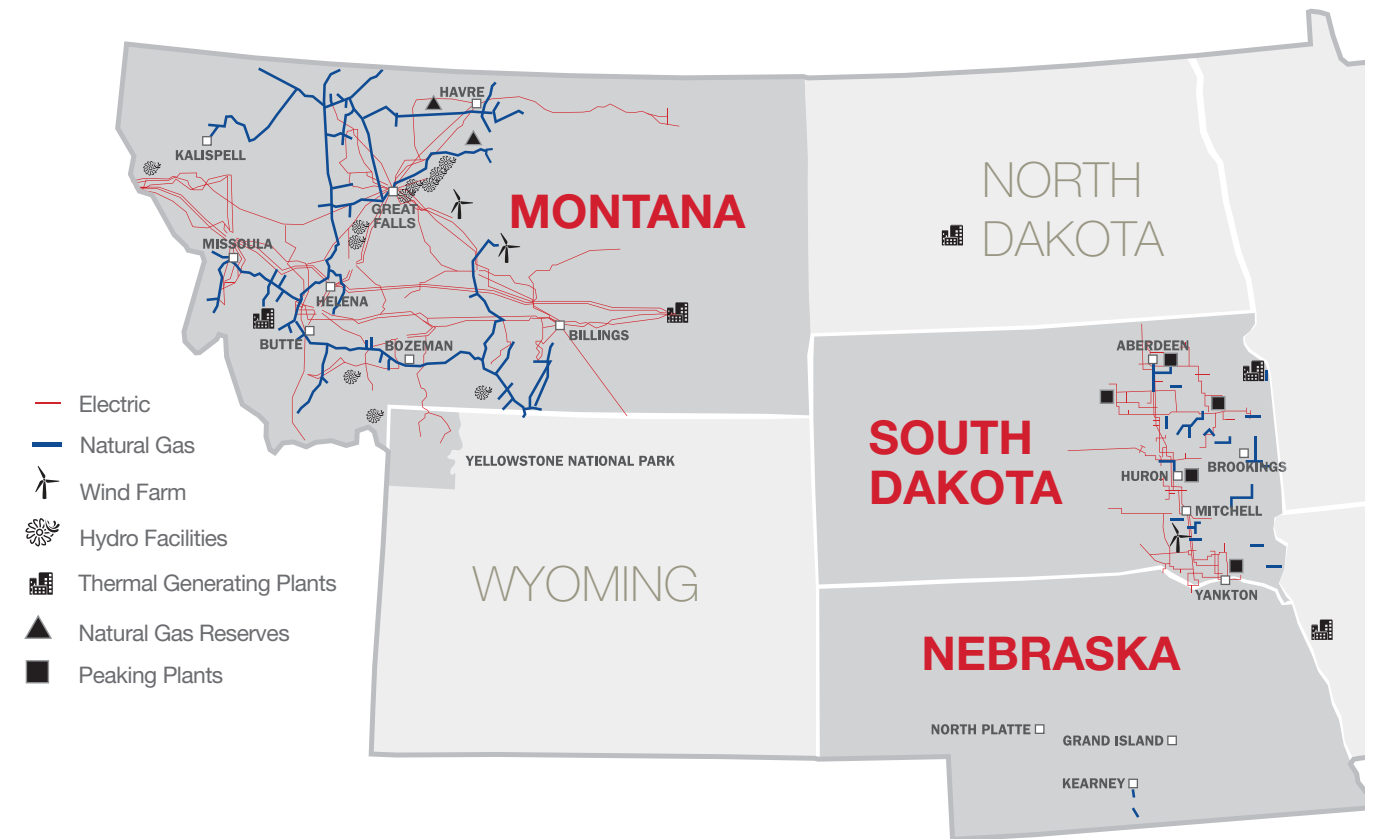 HAVRE
KALISPELL
GREAT
FALLS
MONTANA
MISSOULA
HELENA
BUTTE
BOZEMAN
BILLINGS
NORTH
DAKOTA
ABERDEEN
SOUTH
DAKOTA
HURON
BROOKINGS
MITCHELL
YANKTON
YELLOWSTONE NATIONAL PARK
WYOMING
NEBRASKA
NORTH PLATTE
GRAND ISLAND
KEARNEY
Electric
Natural Gas
Wind Farm
Hydro Facilities
Thermal Generating Plants
Natural Gas Reserves
Peaking Plants